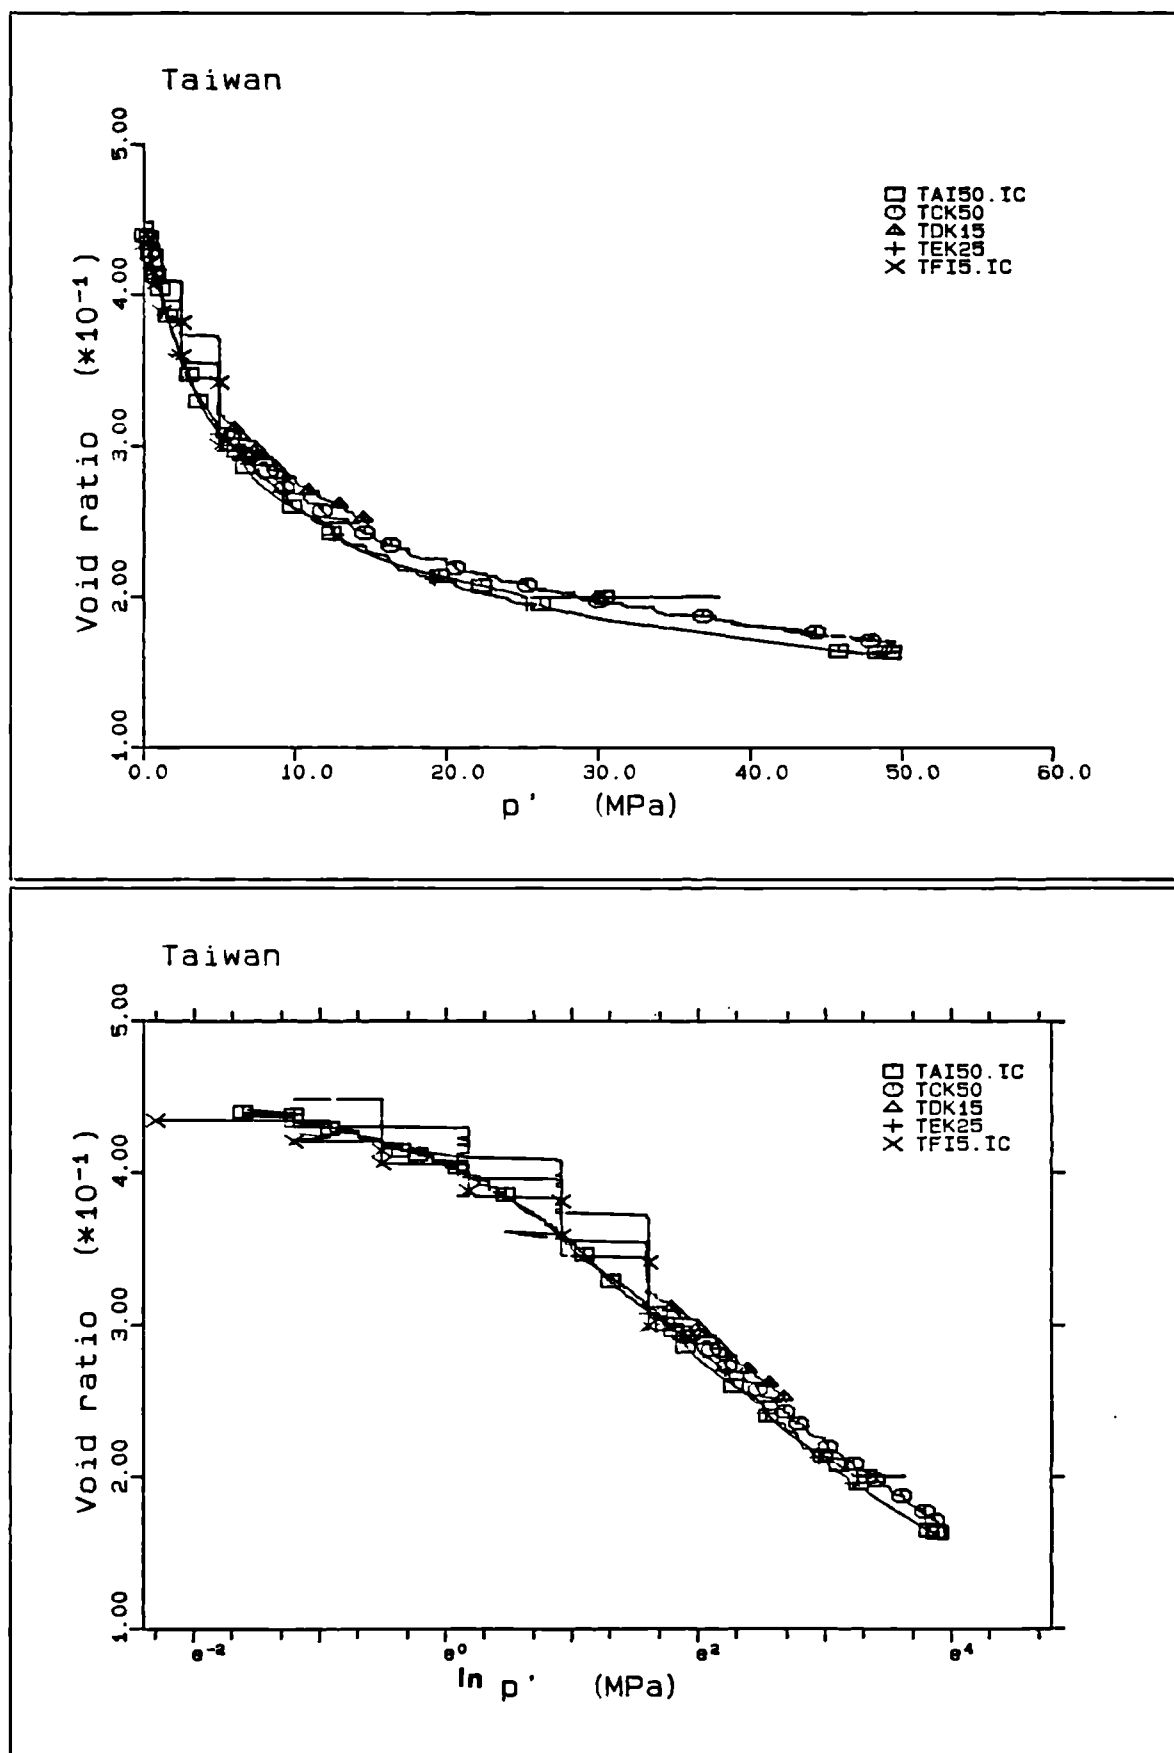 Taiwan
5.00
4.00
3.00
2.00
1.00
Void ratio (*10⁻¹)
TAI50.IC
TCK50
TDK15
TEK25
TFI5.IC
0.0 10.0 20.0 30.0 40.0 50.0 60.0
p' (MPa)
Taiwan
5.00
4.00
3.00
2.00
1.00
Void ratio (*10⁻¹)
TAI50.IC
TCK50
TDK15
TEK25
TFI5.IC
e⁻² e⁰ e² e⁴
ln p' (MPa)